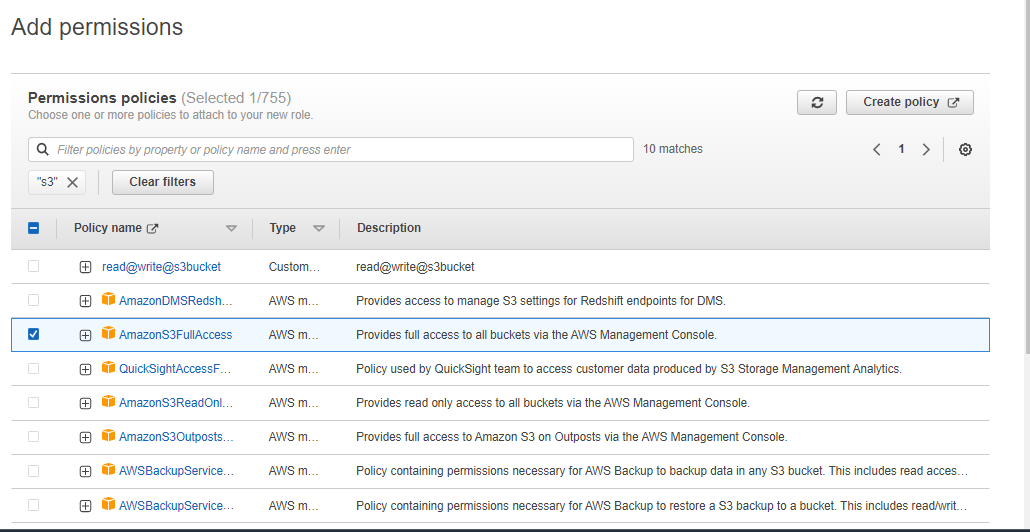 Add permissions
Permissions policies (Selected 1/755)
Choose one or more policies to attach to your new role.
Create policy
Filter policies by property or policy name and press enter
10 matches
1
"s3"
Clear filters
Policy name Type Description
read@write@s3bucket Custom... read@write@s3bucket
AmazonDMSRedsh... AWS m... Provides access to manage S3 settings for Redshift endpoints for DMS.
AmazonS3FullAccess AWS m... Provides full access to all buckets via the AWS Management Console.
QuickSightAccessF... AWS m... Policy used by QuickSight team to access customer data produced by S3 Storage Management Analytics.
AmazonS3ReadOnl... AWS m... Provides read only access to all buckets via the AWS Management Console.
AmazonS3Outposts... AWS m... Provides full access to Amazon S3 on Outposts via the AWS Management Console.
AWSBackupService... AWS m... Policy containing permissions necessary for AWS Backup to backup data in any S3 bucket. This includes read acces...
AWSBackupService... AWS m... Policy containing permissions necessary for AWS Backup to restore a S3 backup to a bucket. This includes read/writ...